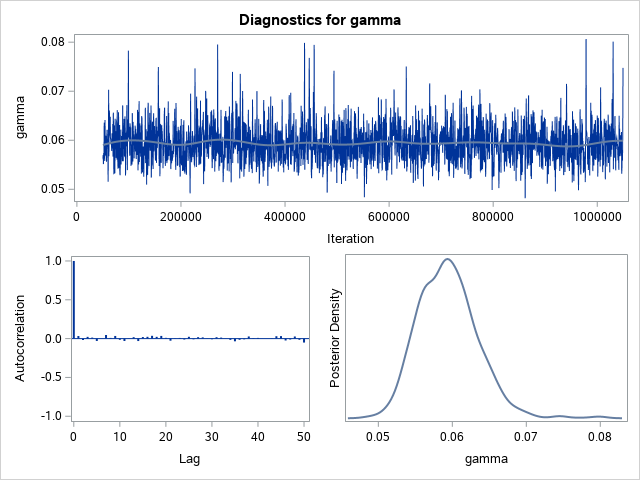 Diagnostics for gamma
0.08
0.07
0.06
0.05
gamma
0 200000 400000 600000 800000 1000000
Iteration
1.0
0.5
0.0
-0.5
-1.0
Autocorrelation
0 10 20 30 40 50
Lag
Posterior Density
0.05 0.06 0.07 0.08
gamma